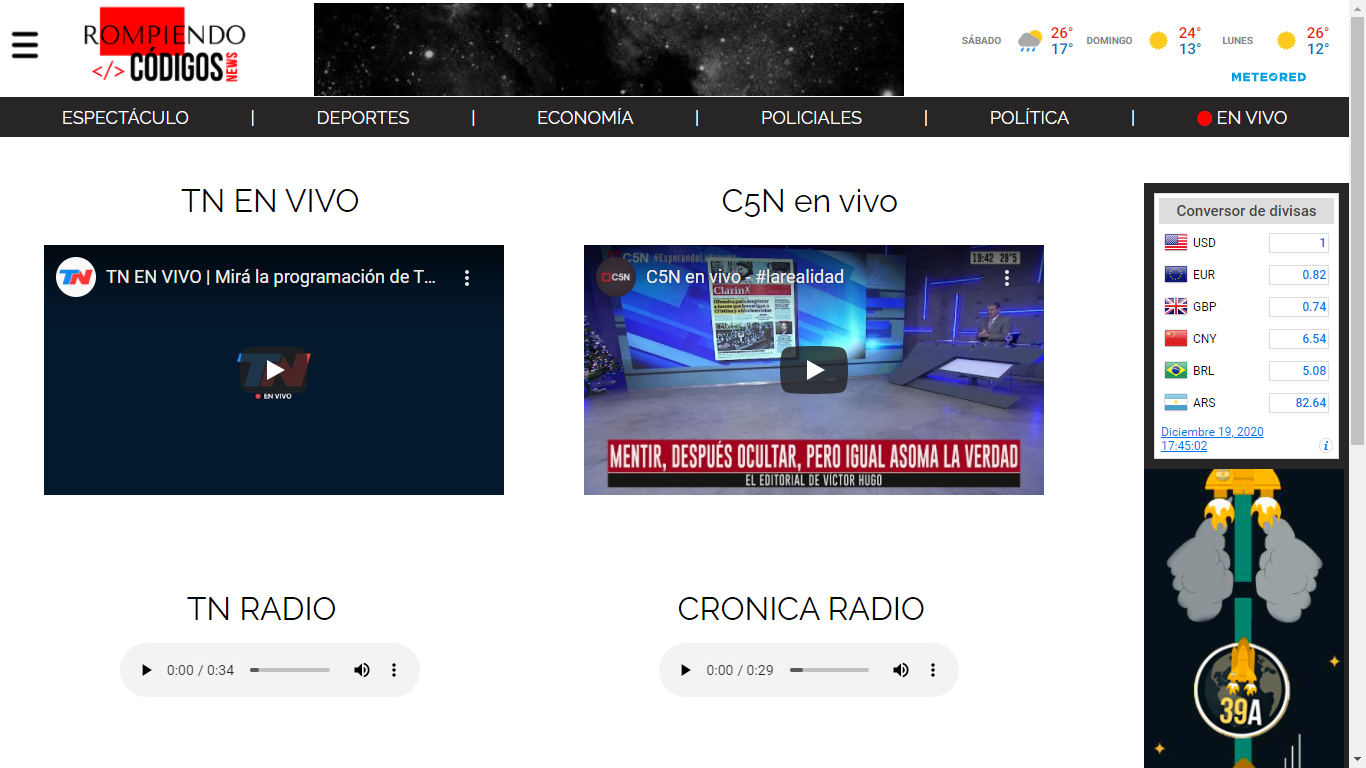 ROMPIENDO
</> CÓDIGOS NEWS
SÁBADO 26° 17° DOMINGO 24° 13° LUNES 26° 12°
METEORED
ESPECTÁCULO | DEPORTES | ECONOMÍA | POLICIALES | POLÍTICA | EN VIVO
TN EN VIVO
TN TN EN VIVO | Mirá la programación de T...
TN
EN VIVO
C5N en vivo
C5N
19:42 28°5
C5N C5N en vivo - #larealidad
Clarín
MENTIR, DESPUÉS OCULTAR, PERO IGUAL ASOMA LA VERDAD
EL EDITORIAL DE VÍCTOR HUGO
Conversor de divisas
USD 1
EUR 0.82
GBP 0.74
CNY 6.54
BRL 5.08
ARS 82.64
Diciembre 19, 2020
17:45:02 i
TN RADIO
0:00 / 0:34
CRONICA RADIO
0:00 / 0:29
39A